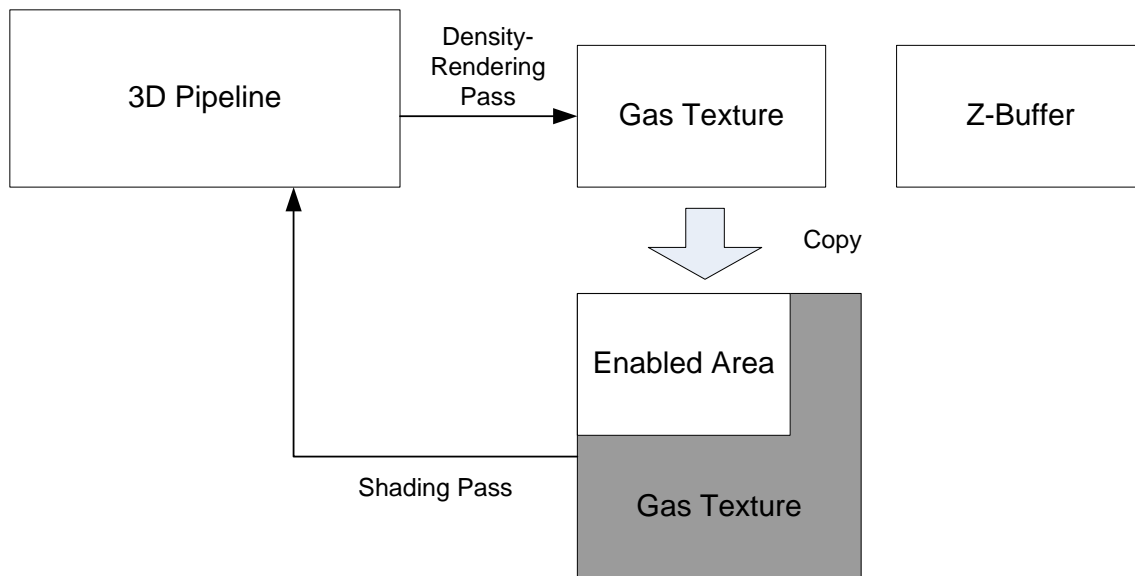 3D Pipeline
Density-
Rendering
Pass
Gas Texture
Z-Buffer
Copy
Enabled Area
Shading Pass
Gas Texture